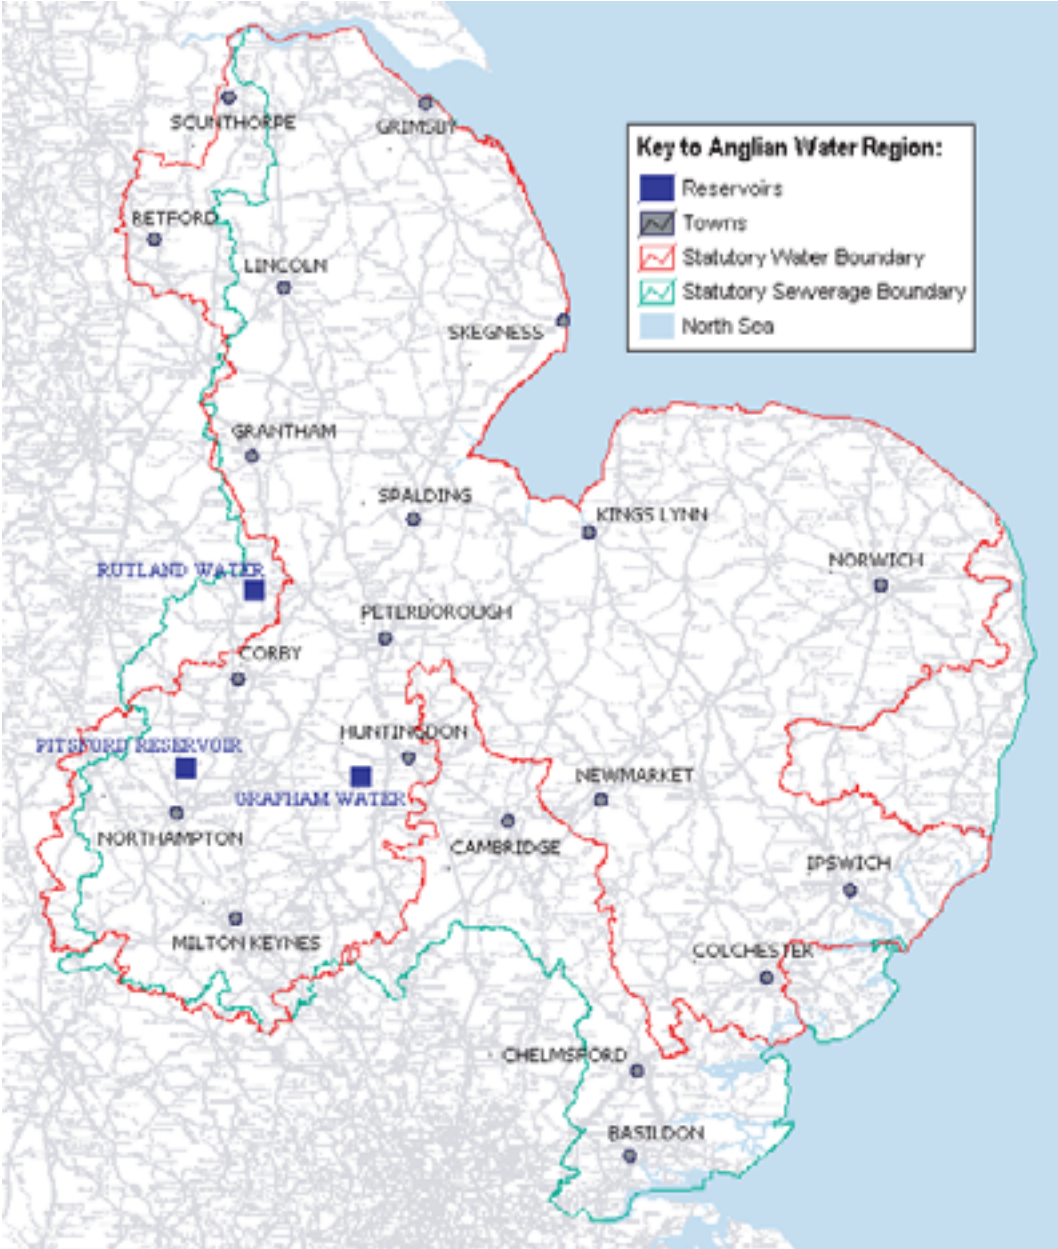 SCUNTHORPE
GRIMSBY
Key to Anglian Water Region:
Reservoirs
Towns
Statutory Water Boundary
Statutory Sewerage Boundary
North Sea
RETFORD
LINCOLN
SKEGNESS
GRANTHAM
SPALDING
KINGS LYNN
NORWICH
RUTLAND WATER
PETERBOROUGH
CORBY
HUNTINGDON
PITSFORD RESERVOIR
NEWMARKET
GRAFHAM WATER
NORTHAMPTON
CAMBRIDGE
IPSWICH
MILTON KEYNES
COLCHESTER
CHELMSFORD
BASILDON